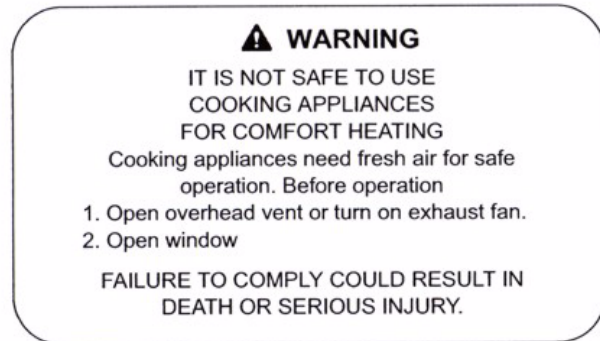 WARNING
IT IS NOT SAFE TO USE
COOKING APPLIANCES
FOR COMFORT HEATING
Cooking appliances need fresh air for safe
operation. Before operation
1. Open overhead vent or turn on exhaust fan.
2. Open window
FAILURE TO COMPLY COULD RESULT IN
DEATH OR SERIOUS INJURY.